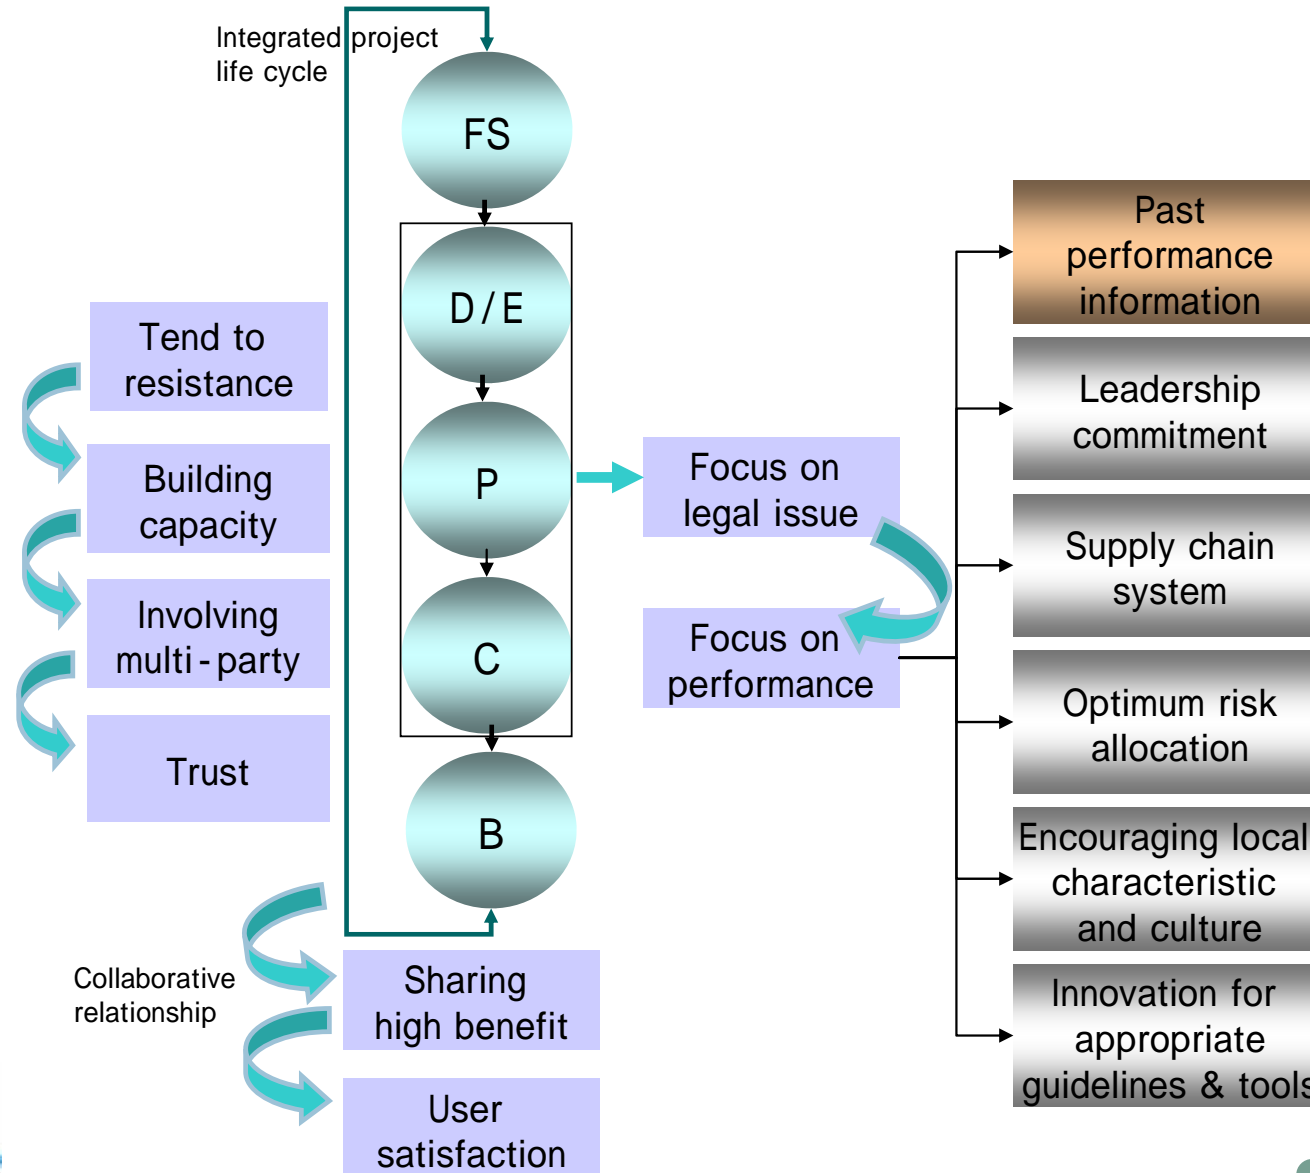 Integrated project
life cycle
FS
D / E
P
C
B
Tend to
resistance
Building
capacity
Involving
multi-party
Trust
Collaborative
relationship
Sharing
high benefit
User
satisfaction
Focus on
legal issue
Focus on
performance
Past
performance
information
Leadership
commitment
Supply chain
system
Optimum risk
allocation
Encouraging local
characteristic
and culture
Innovation for
appropriate
guidelines & tools